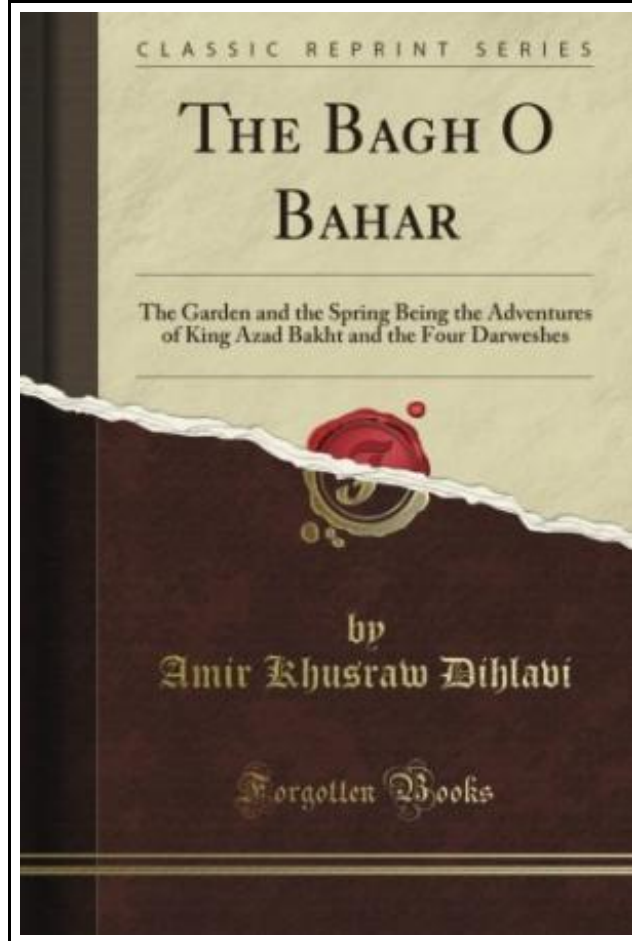 CLASSIC REPRINT SERIES
THE BAGH O
BAHAR
The Garden and the Spring Being the Adventures
of King Azad Bakht and the Four Darweshes
by
Amir Khusraw Dihlavi
Forgotten Books